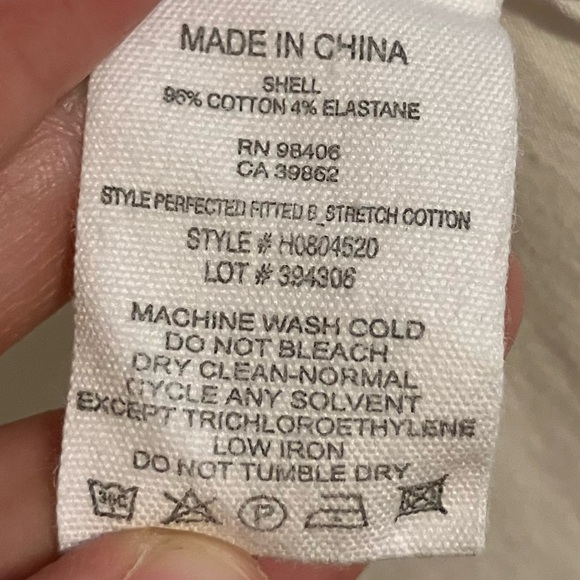 MADE IN CHINA
SHELL
96% COTTON 4% ELASTANE
RN 98406
CA 39862
STYLE PERFECTED FITTED B_STRETCH COTTON
STYLE # H0804520
LOT # 394306
MACHINE WASH COLD
DO NOT BLEACH
DRY CLEAN-NORMAL
CYCLE ANY SOLVENT
EXCEPT TRICHLOROETHYLENE
LOW IRON
DO NOT TUMBLE DRY
30C P